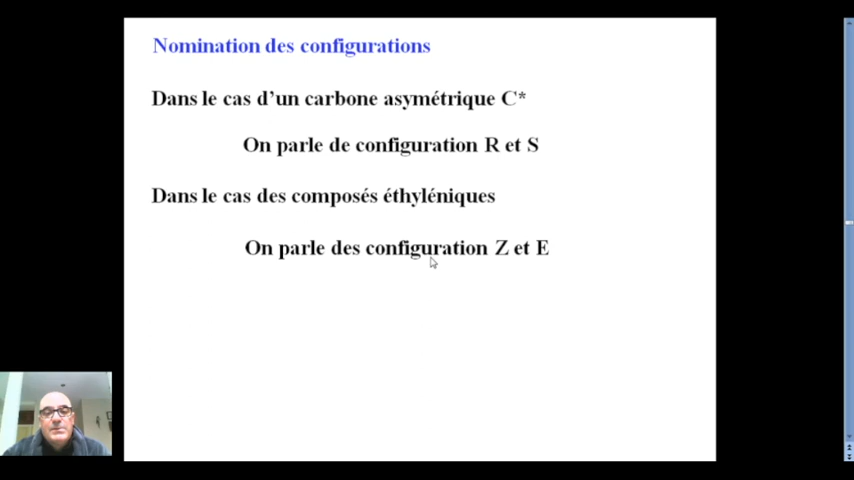 Nomination des configurations
Dans le cas d'un carbone asymétrique C*
On parle de configuration R et S
Dans le cas des composés éthyléniques
On parle des configuration Z et E